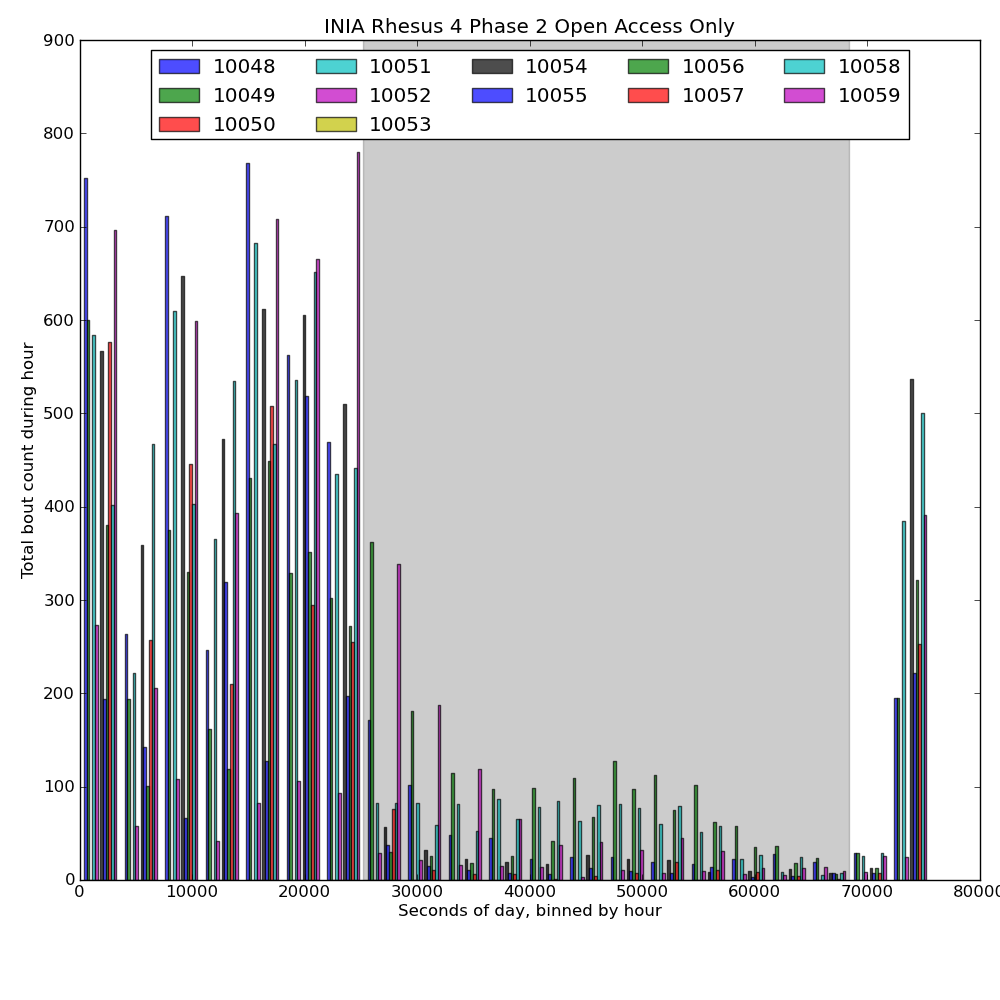 INIA Rhesus 4 Phase 2 Open Access Only
900
800
700
600
500
400
300
200
100
0
Total bout count during hour
10048 10051 10054 10056 10058
10049 10052 10055 10057 10059
10050 10053
0 10000 20000 30000 40000 50000 60000 70000 80000
Seconds of day, binned by hour